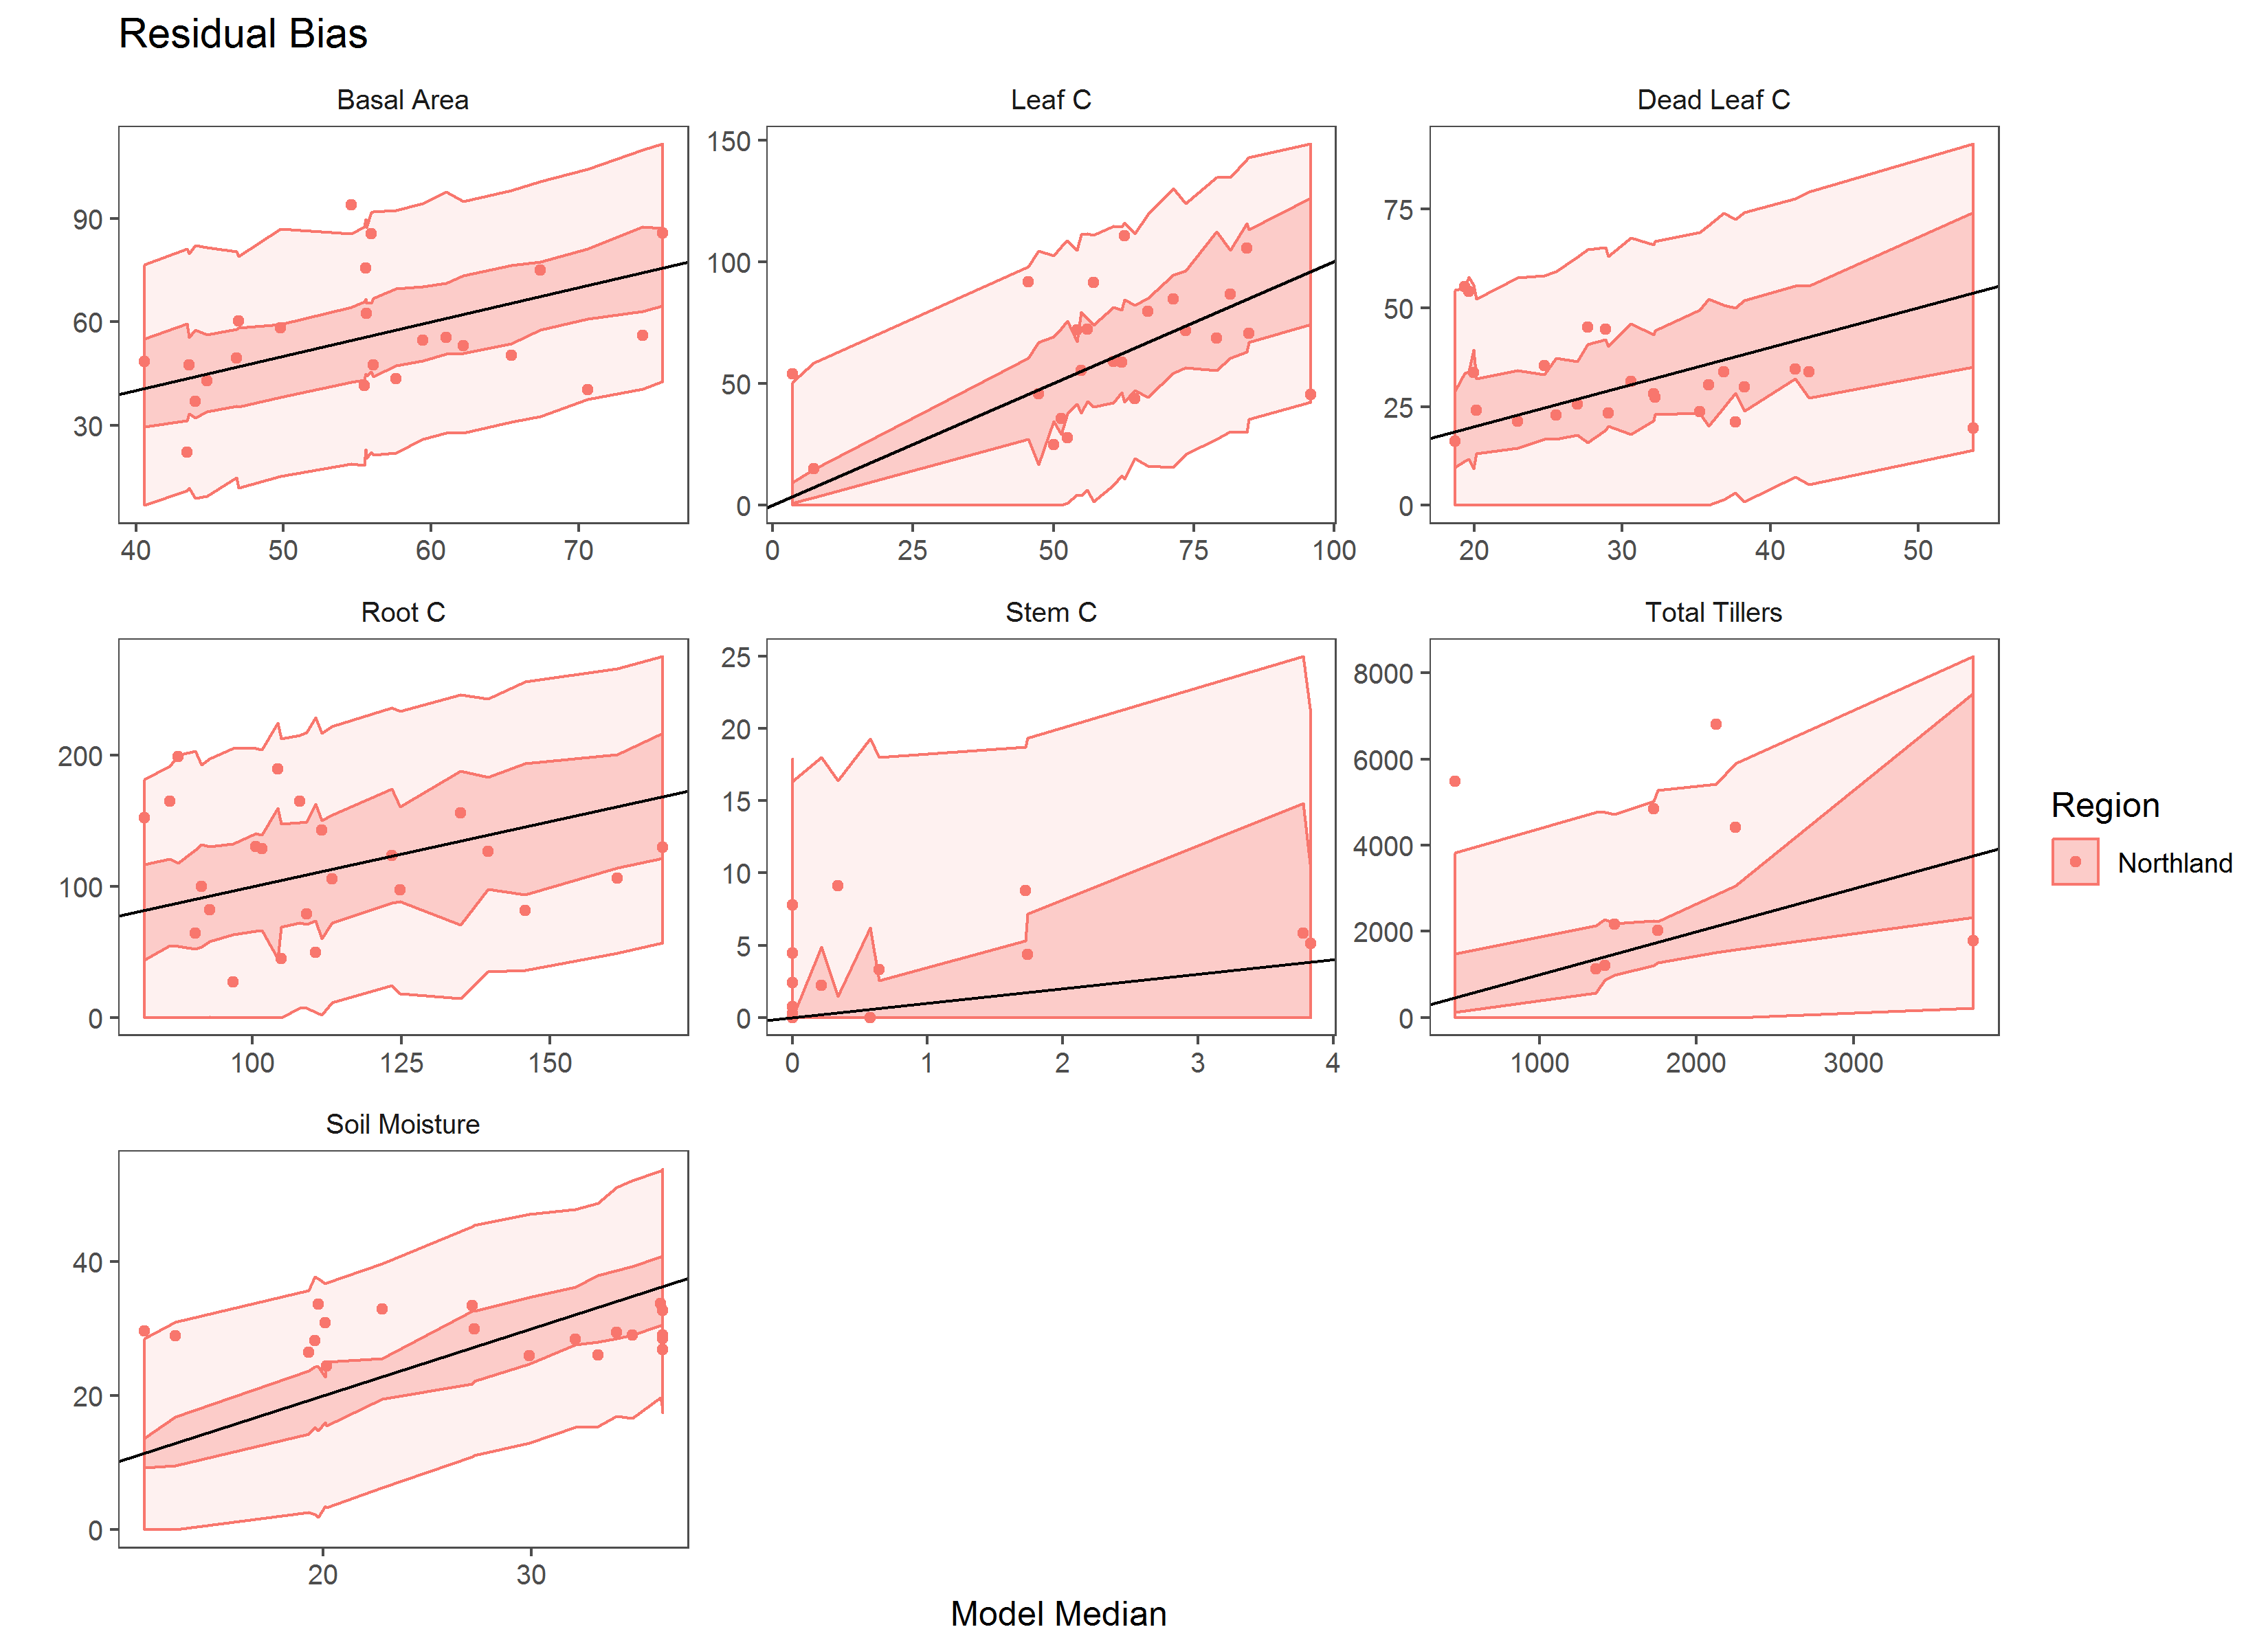 Residual Bias
Basal Area
Leaf C
Dead Leaf C
90
60
30
40 50 60 70
150
100
50
0
0 25 50 75 100
75
50
25
0
20 30 40 50
Root C
Stem C
Total Tillers
200
100
0
100 125 150
25
20
15
10
5
0
0 1 2 3 4
8000
6000
4000
2000
0
1000 2000 3000
Region
Northland
Soil Moisture
40
20
0
20 30
Model Median